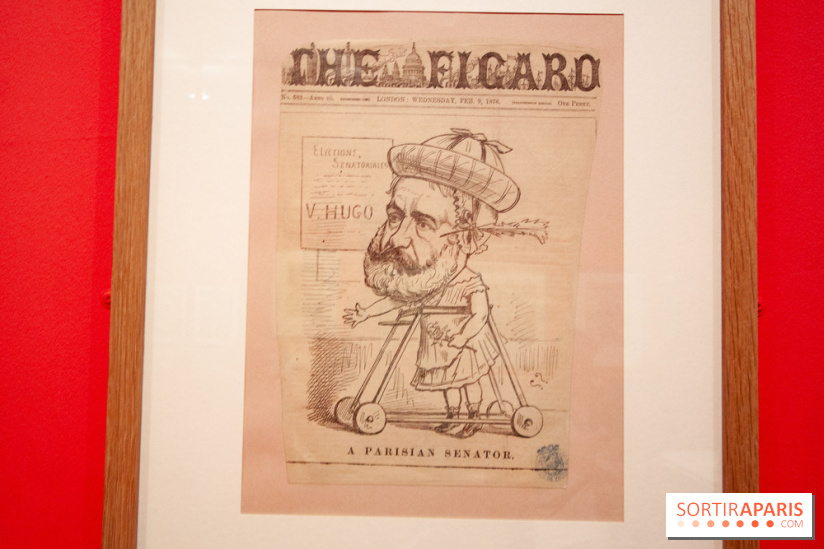 THE FIGARO
LONDON: WEDNESDAY, FEB. 9, 1876.
ONE PENNY.
ELECTIONS
SENATORIALES
V. HUGO
A PARISIAN SENATOR.
SORTIRAPARIS
.COM